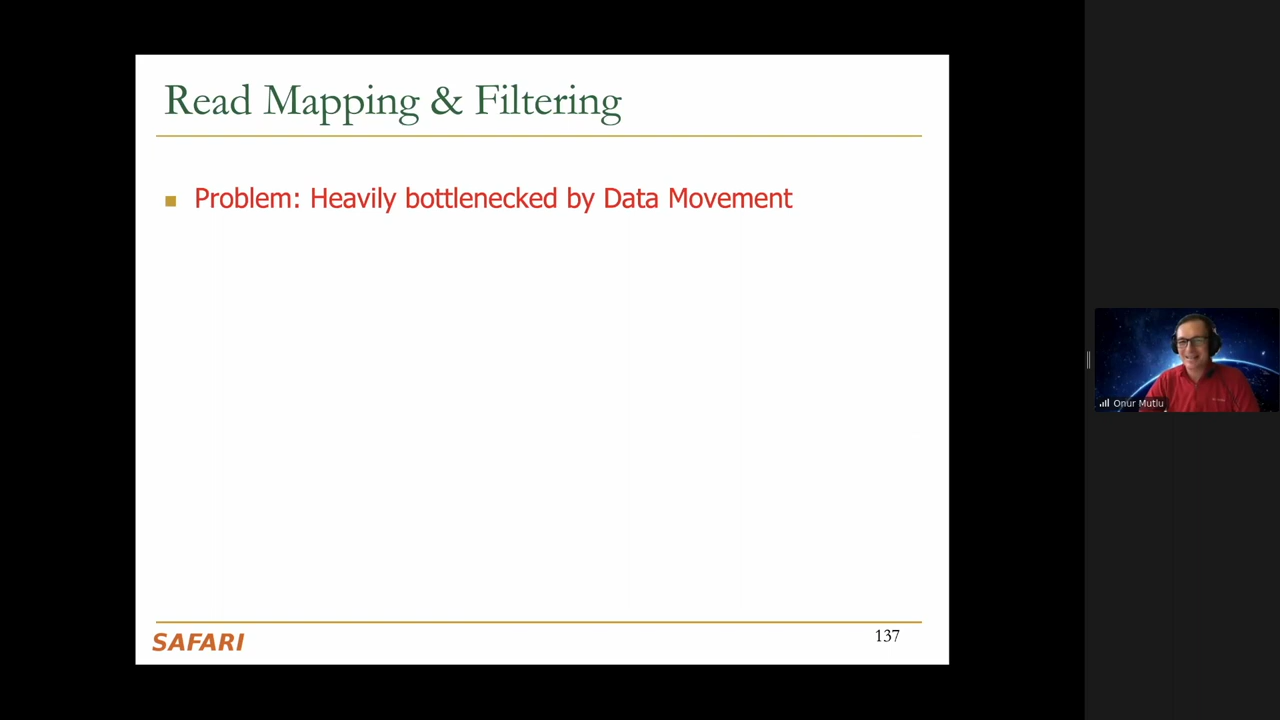 Read Mapping & Filtering
Problem: Heavily bottlenecked by Data Movement
SAFARI
137
Onur Mutlu